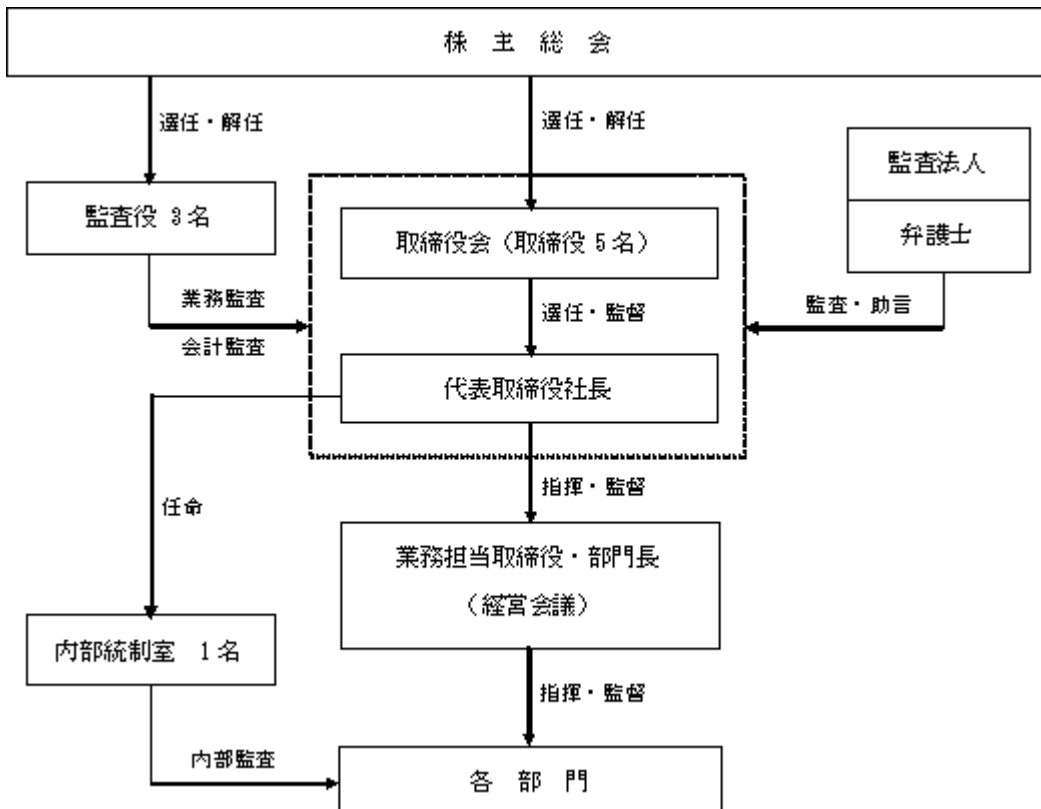 株 主 総 会
選任・解任
選任・解任
監査法人
弁護士
監査役 3名
取締役会（取締役5名）
業務監査
会計監査
選任・監督
監査・助言
代表取締役社長
任命
指揮・監督
業務担当取締役・部門長
（経営会議）
内部統制室 1名
指揮・監督
内部監査
各 部 門